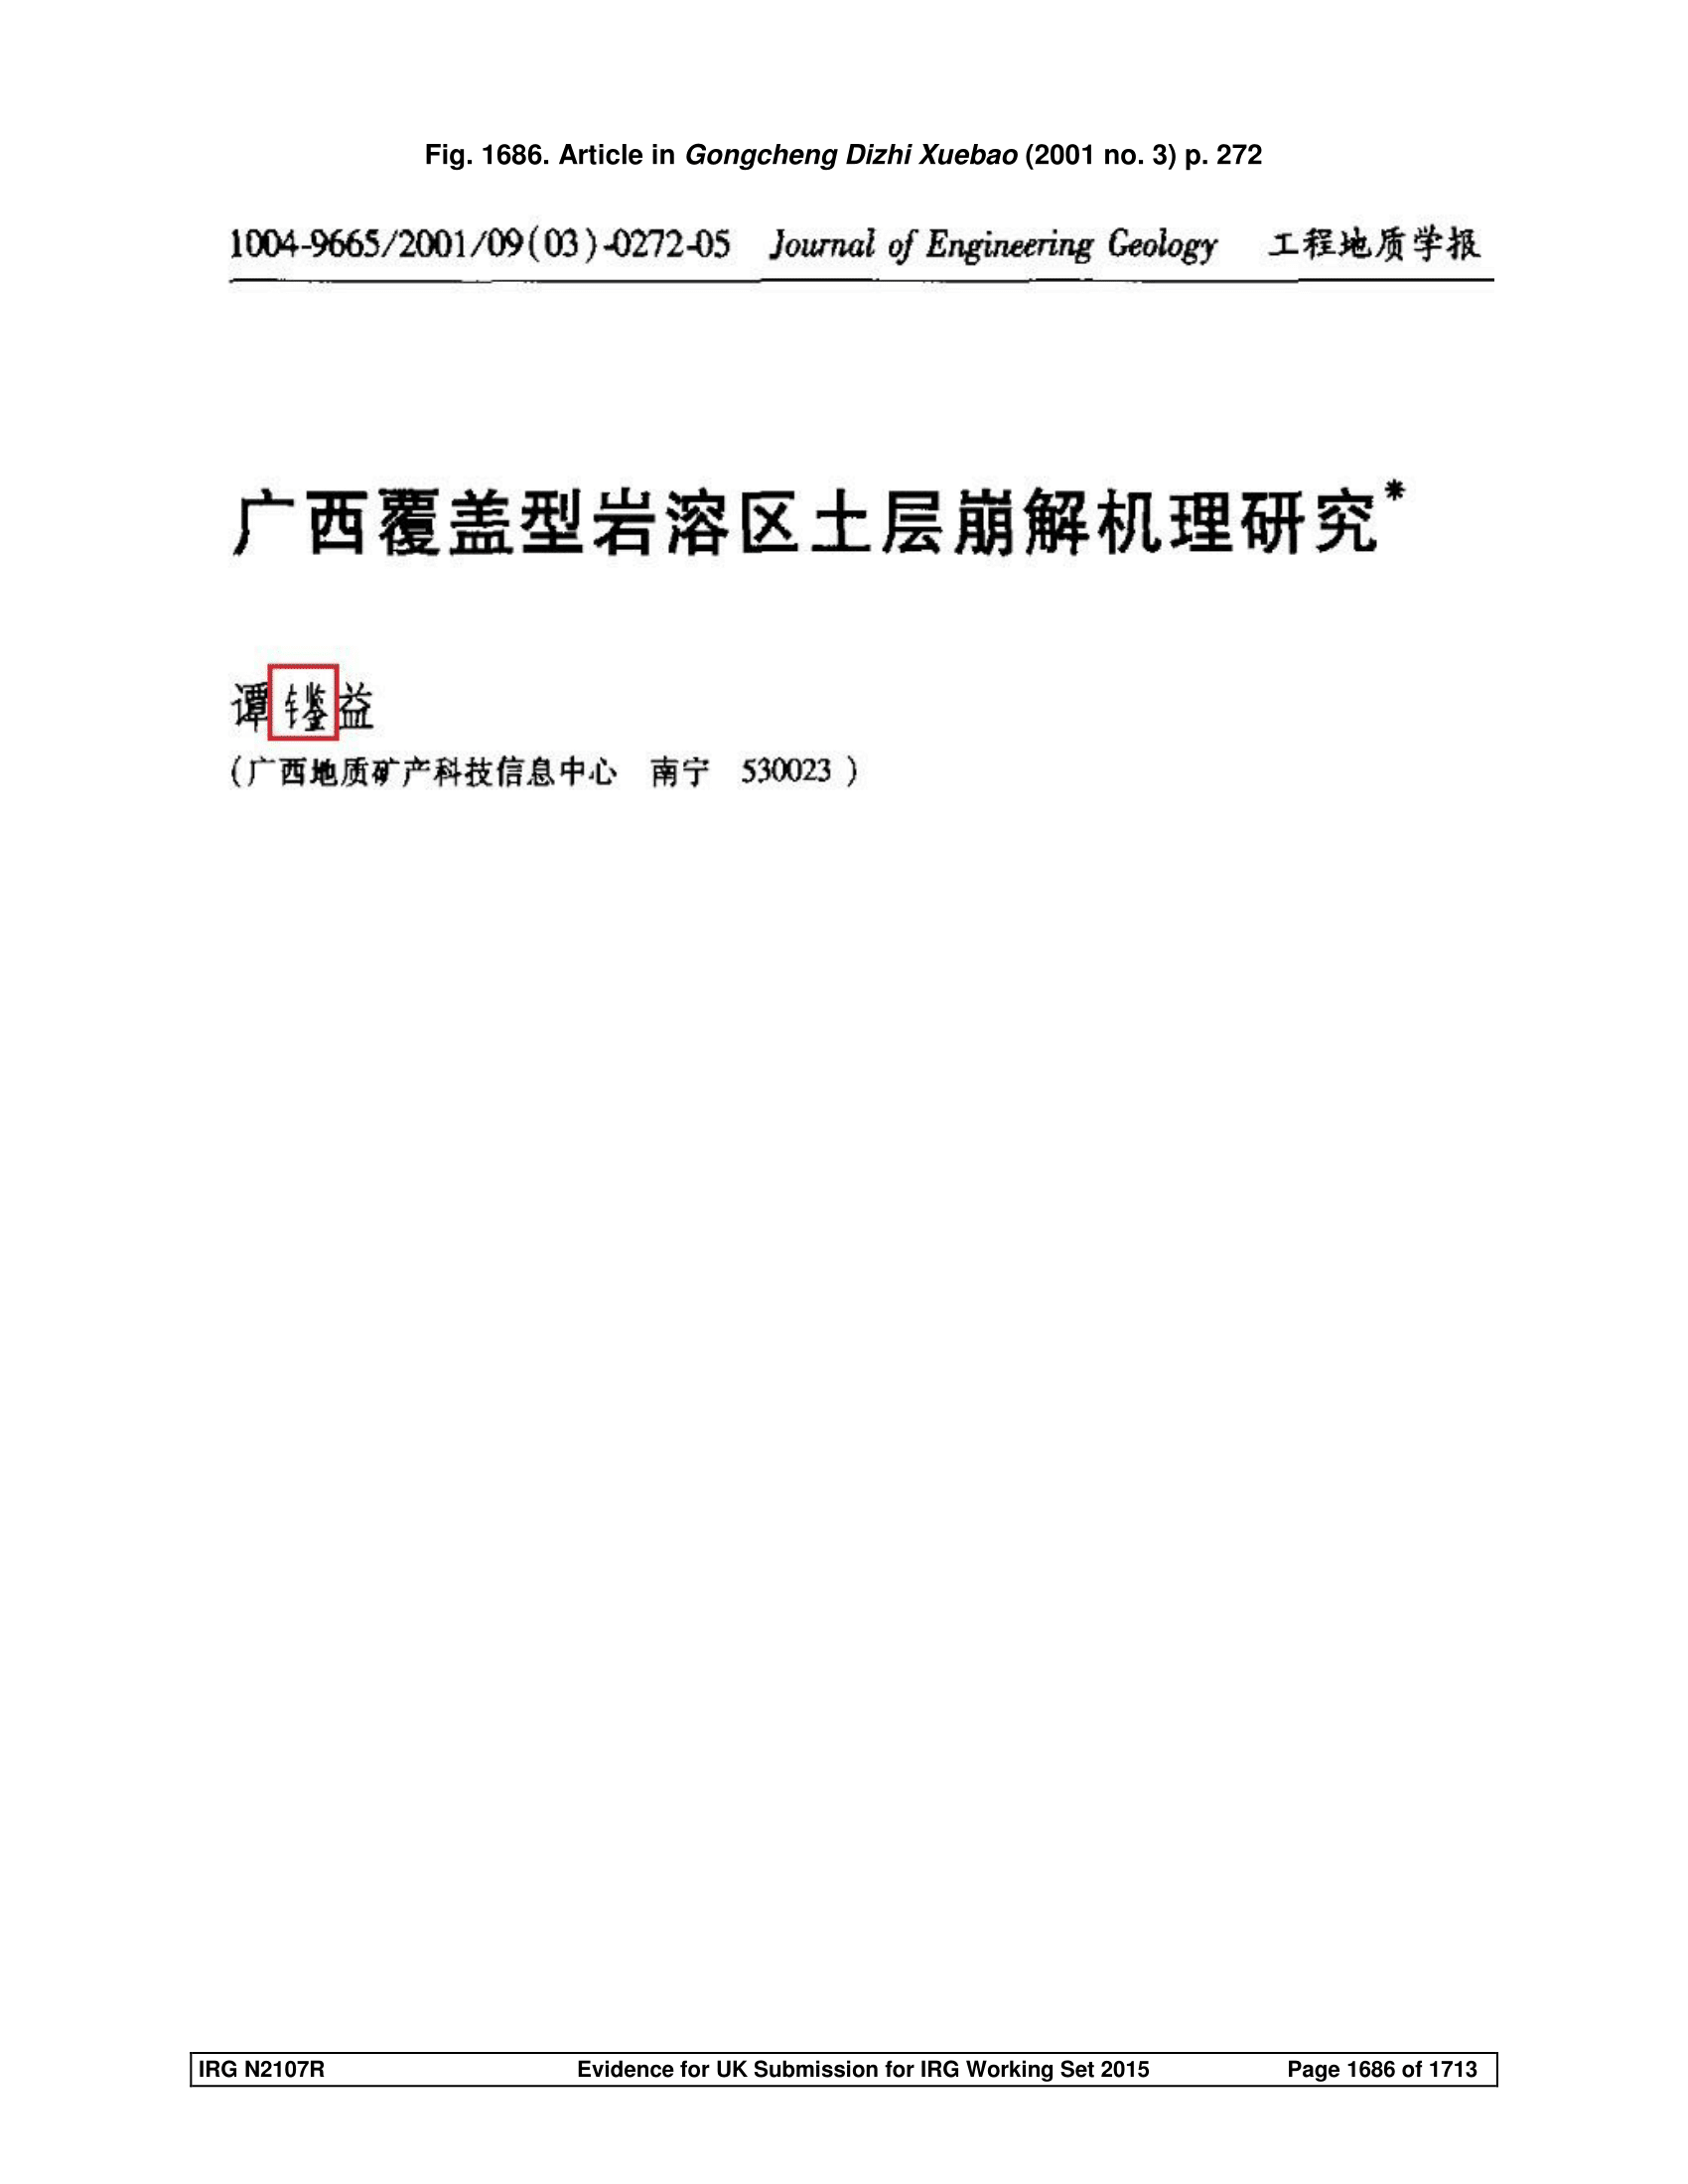 Fig. 1686. Article in Gongcheng Dizhi Xuebao (2001 no. 3) p. 272
1004-9665/2001/09(03)-0272-05 Journal of Engineering Geology 工程地质学报
广西覆盖型岩溶区土层崩解机理研究*
谭⿰钅鉴益
(广西地质矿产科技信息中心 南宁 530023)
IRG N2107R Evidence for UK Submission for IRG Working Set 2015 Page 1686 of 1713